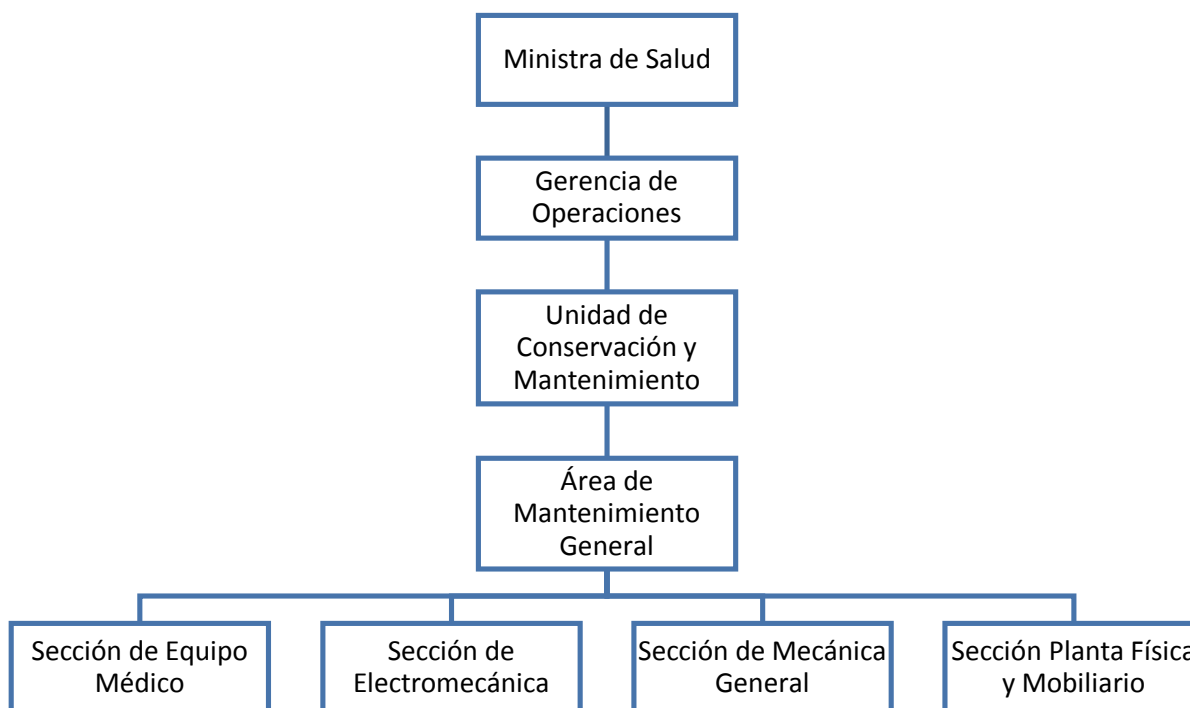 Ministra de Salud
Gerencia de
Operaciones
Unidad de
Conservación y
Mantenimiento
Área de
Mantenimiento
General
Sección de Equipo
Médico
Sección de
Electromecánica
Sección de Mecánica
General
Sección Planta Física
y Mobiliario